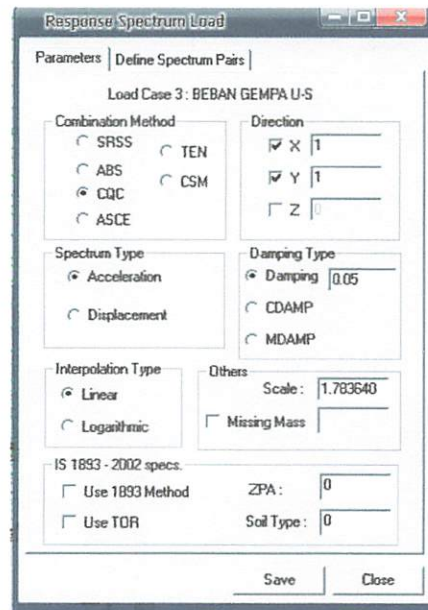 Response Spectrum Load
Parameters
Define Spectrum Pairs
Load Case 3 : BEBAN GEMPA U-S
Combination Method
SRSS
ABS
CQC
ASCE
TEN
CSM
Direction
X 1
Y 1
Z 0
Spectrum Type
Acceleration
Displacement
Damping Type
Damping 0.05
CDAMP
MDAMP
Interpolation Type
Linear
Logarithmic
Others
Scale : 1.783640
Missing Mass
IS 1893 - 2002 specs.
Use 1893 Method
Use TOR
ZPA : 0
Soil Type : 0
Save
Close